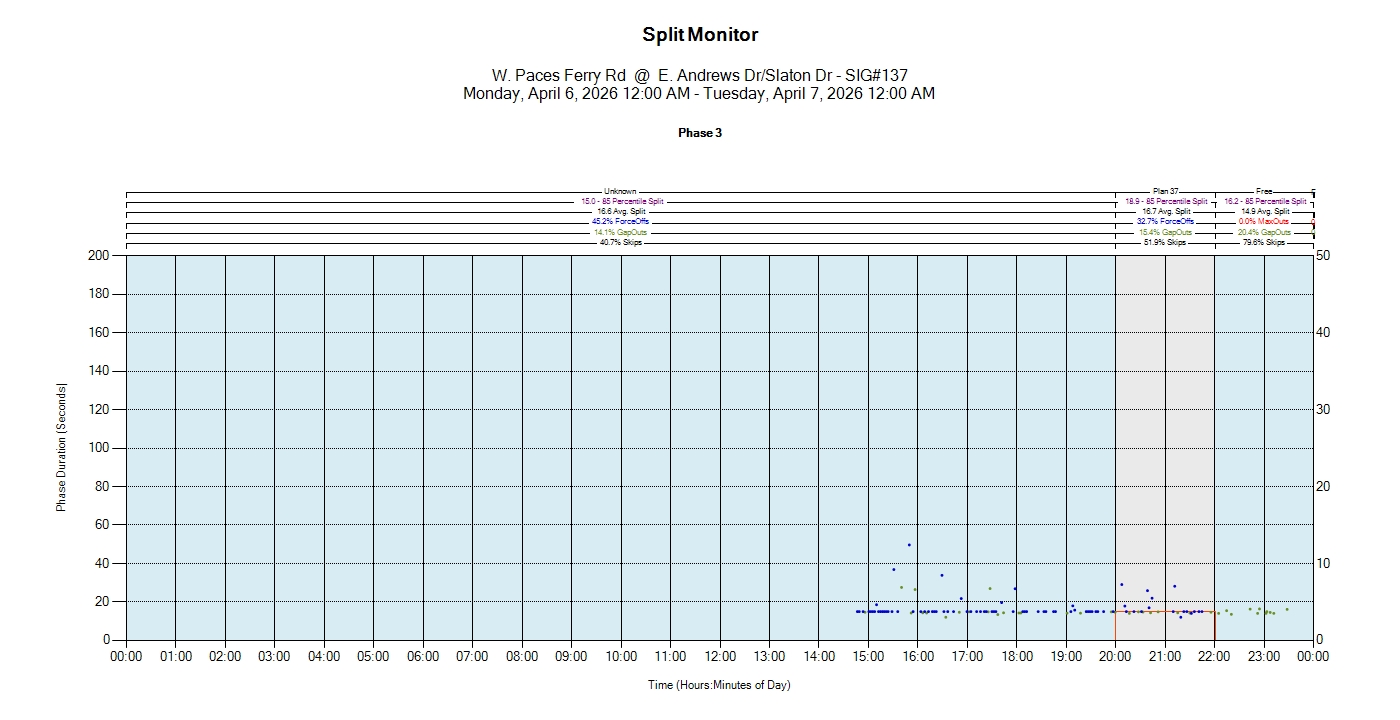 Split Monitor
W. Paces Ferry Rd @ E. Andrews Dr/Slaton Dr - SIG#137
Monday, April 6, 2026 12:00 AM - Tuesday, April 7, 2026 12:00 AM
Phase 3
Unknown Plan 37 Free
15.0 - 85 Percentile Split 18.9 - 85 Percentile Split 16.2 - 85 Percentile Split
16.6 Avg. Split 16.7 Avg. Split 14.9 Avg. Split
45.2% ForceOffs 32.7% ForceOffs 0.0% MaxOuts
14.1% GapOuts 15.4% GapOuts 20.4% GapOuts
40.7% Skips 51.9% Skips 79.6% Skips
200 50
180
160 40
140
120 30
100
80 20
60
40 10
20
0 0
Phase Duration (Seconds)
00:00 01:00 02:00 03:00 04:00 05:00 06:00 07:00 08:00 09:00 10:00 11:00 12:00 13:00 14:00 15:00 16:00 17:00 18:00 19:00 20:00 21:00 22:00 23:00 00:00
Time (Hours:Minutes of Day)